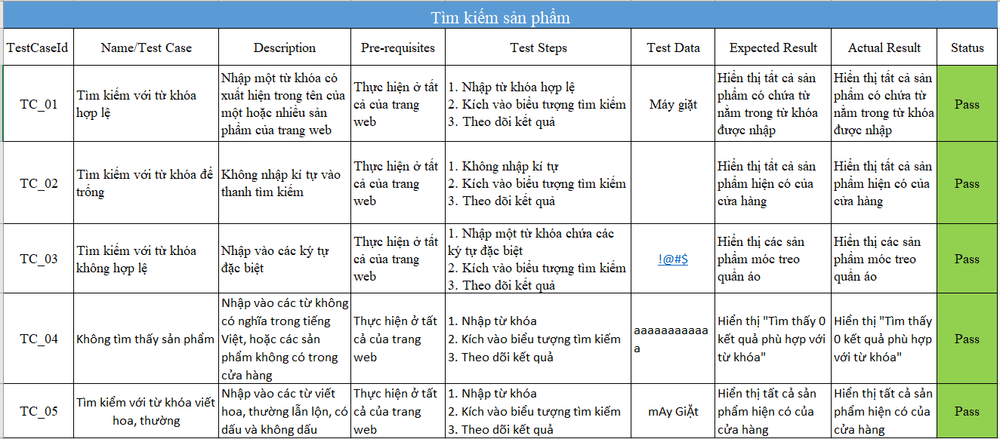 Tìm kiếm sản phẩm
TestCaseId
Name/Test Case
Description
Pre-requisites
Test Steps
Test Data
Expected Result
Actual Result
Status
TC_01
Tìm kiếm với từ khóa
hợp lệ
Nhập một từ khóa có
xuất hiện trong tên của
một hoặc nhiều sản
phẩm của trang web
Thực hiện ở tất
cả của trang
web
1. Nhập từ khóa hợp lệ
2. Kích vào biểu tượng tìm kiếm
3. Theo dõi kết quả
Máy giặt
Hiển thị tất cả sản
phẩm có chứa từ
nằm trong từ khóa
được nhập
Hiển thị tất cả sản
phẩm có chứa từ
nằm trong từ khóa
được nhập
Pass
TC_02
Tìm kiếm với từ khóa để
trống
Không nhập kí tự vào
thanh tìm kiếm
Thực hiện ở tất
cả của trang
web
1. Không nhập kí tự
2. Kích vào biểu tượng tìm kiếm
3. Theo dõi kết quả
Hiển thị tất cả sản
phẩm hiện có của
cửa hàng
Hiển thị tất cả sản
phẩm hiện có của
cửa hàng
Pass
TC_03
Tìm kiếm với từ khóa
không hợp lệ
Nhập vào các ký tự
đặc biệt
Thực hiện ở tất
cả của trang
web
1. Nhập một từ khóa chứa các
ký tự đặc biệt
2. Kích vào biểu tượng tìm kiếm
3. Theo dõi kết quả
!@#$
Hiển thị các sản
phẩm móc treo
quần áo
Hiển thị các sản
phẩm móc treo
quần áo
Pass
TC_04
Không tìm thấy sản phẩm
Nhập vào các từ không
có nghĩa trong tiếng
Việt, hoặc các sản
phẩm không có trong
cửa hàng
Thực hiện ở tất
cả của trang
web
1. Nhập từ khóa
2. Kích vào biểu tượng tìm kiếm
3. Theo dõi kết quả
aaaaaaaaaaa
a
Hiển thị "Tìm thấy 0
kết quả phù hợp với
từ khóa"
Hiển thị "Tìm thấy
0 kết quả phù hợp
với từ khóa"
Pass
TC_05
Tìm kiểm với từ khóa viết
hoa, thường
Nhập vào các từ viết
hoa, thường lẫn lộn, có
dấu và không dấu
Thực hiện ở tất
cả của trang
web
1. Nhập từ khóa
2. Kích vào biểu tượng tìm kiếm
3. Theo dõi kết quả
mAy GiẶt
Hiển thị tất cả sản
phẩm hiện có của
cửa hàng
Hiển thị tất cả sản
phẩm hiện có của
cửa hàng
Pass